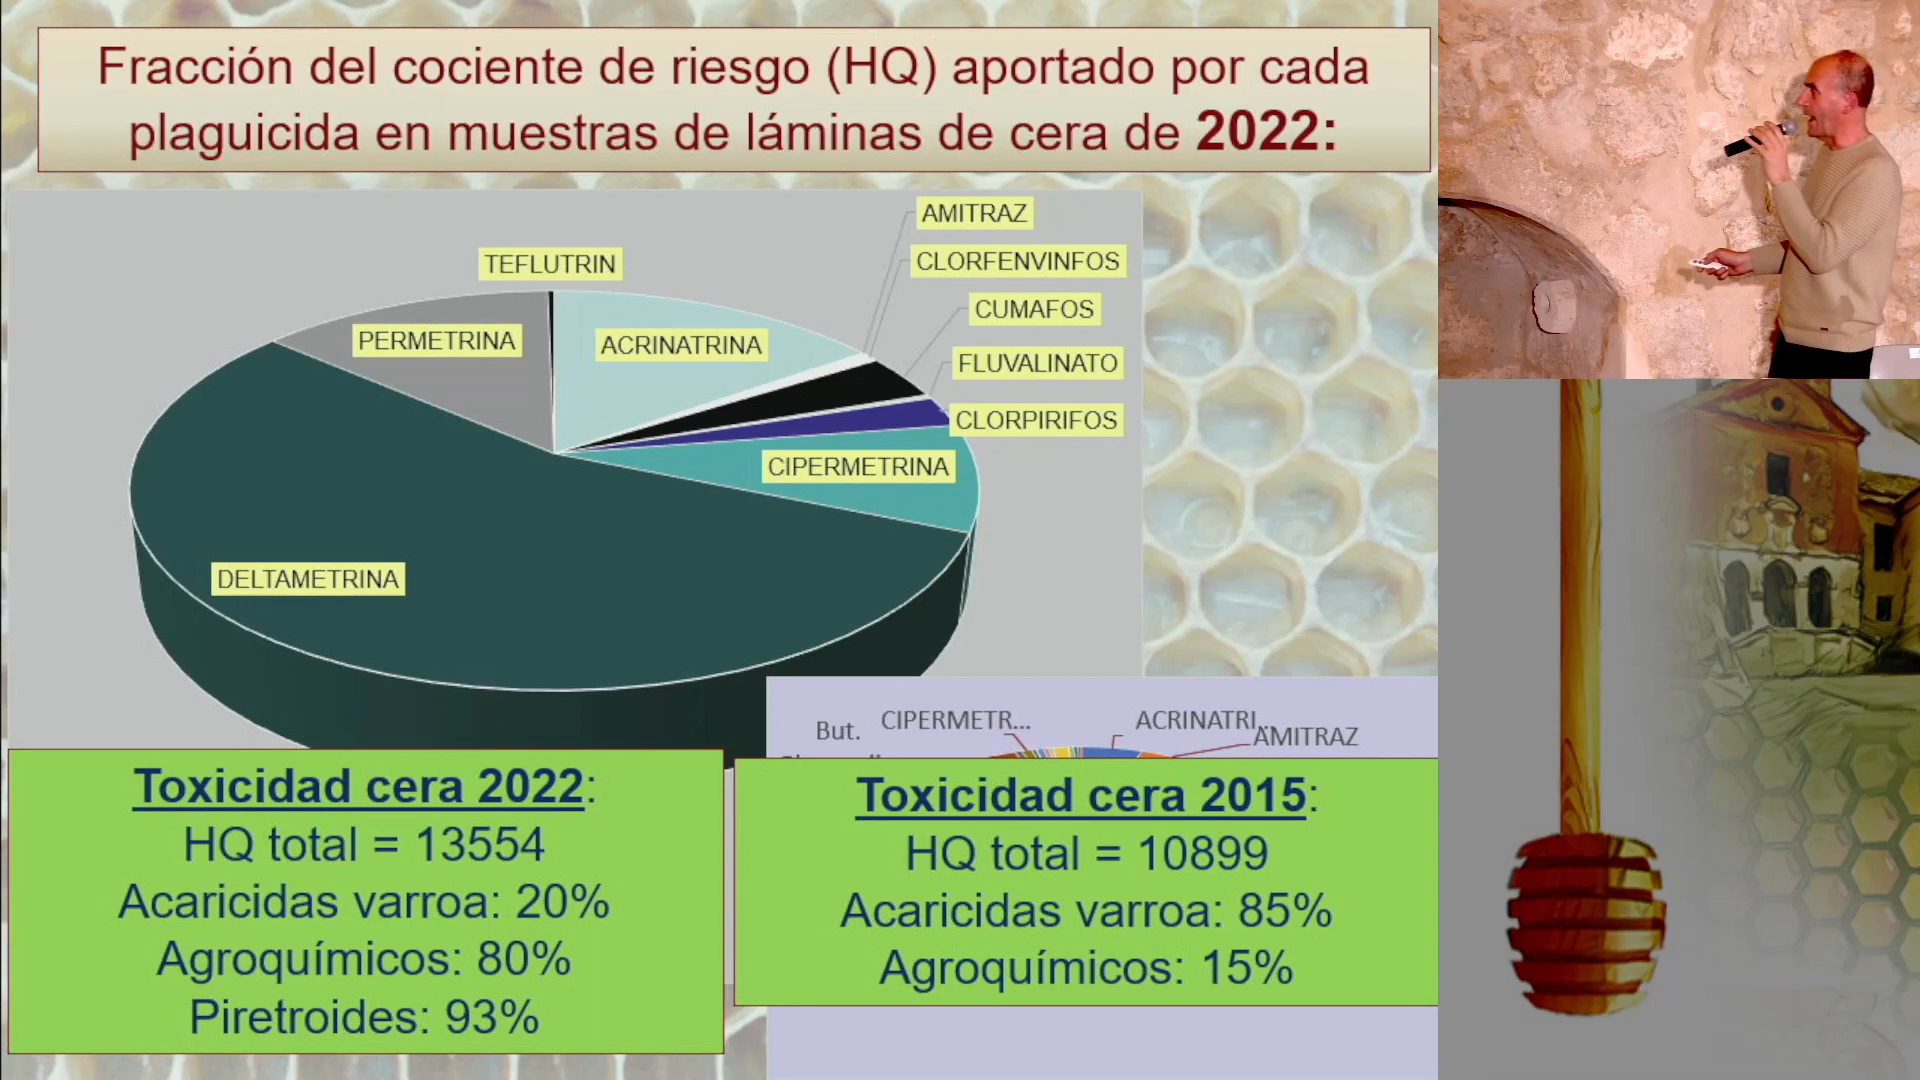 Fracción del cociente de riesgo (HQ) aportado por cada
plaguicida en muestras de láminas de cera de 2022:
AMITRAZ
TEFLUTRIN
CLORFENVINFOS
CUMAFOS
PERMETRINA
ACRINATRINA
FLUVALINATO
CLORPIRIFOS
CIPERMETRINA
DELTAMETRINA
But.
CIPERMETR...
ACRINATRI...
AMITRAZ
Toxicidad cera 2022:
HQ total = 13554
Acaricidas varroa: 20%
Agroquímicos: 80%
Piretroides: 93%
Toxicidad cera 2015:
HQ total = 10899
Acaricidas varroa: 85%
Agroquímicos: 15%